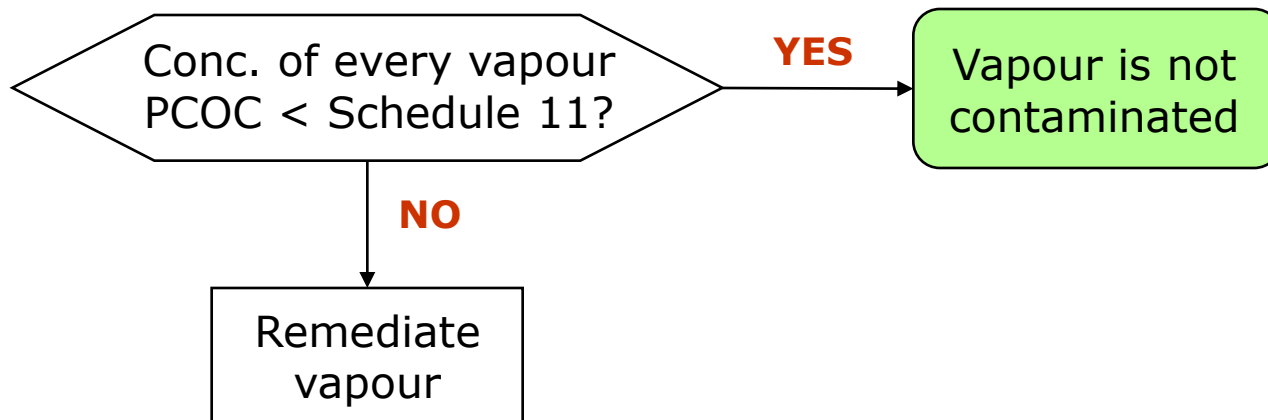 Conc. of every vapour
PCOC < Schedule 11?
YES
Vapour is not
contaminated
NO
Remediate
vapour